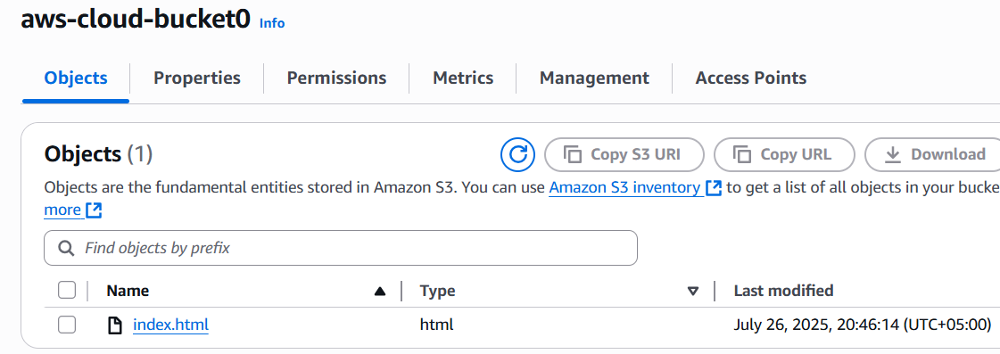 aws-cloud-bucket0 Info
Objects Properties Permissions Metrics Management Access Points
Objects (1) Copy S3 URI Copy URL Download
Objects are the fundamental entities stored in Amazon S3. You can use Amazon S3 inventory to get a list of all objects in your bucke
more
Find objects by prefix
Name Type Last modified
index.html html July 26, 2025, 20:46:14 (UTC+05:00)